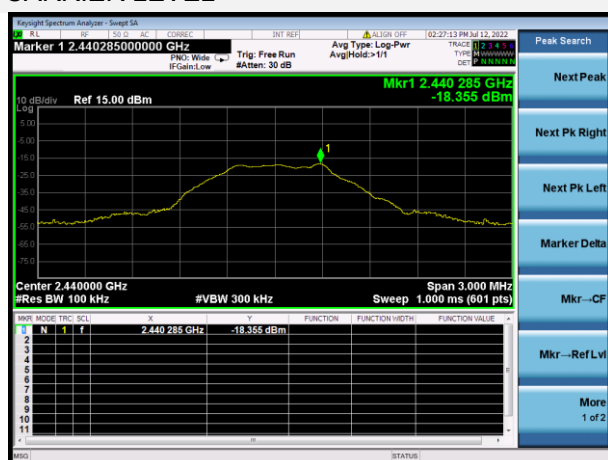 Keysight Spectrum Analyzer - Swept SA
RL RF 50 Ω AC CORREC INT REF ALIGN OFF 02:27:13 PM Jul 12, 2022
Marker 1 2.440285000000 GHz
PNO: Wide
IFGain:Low
Trig: Free Run
#Atten: 30 dB
Avg Type: Log-Pwr
Avg|Hold:>1/1
TRACE 1 2 3 4 5 6
TYPE M W W W W W
DET P N N N N N
Peak Search
Mkr1 2.440 285 GHz
-18.355 dBm
10 dB/div Ref 15.00 dBm
Log
5.00
-5.00
-15.0
-25.0
-35.0
-45.0
-55.0
-65.0
-75.0
1
Center 2.440000 GHz
Span 3.000 MHz
#Res BW 100 kHz
#VBW 300 kHz
Sweep 1.000 ms (601 pts)
MKR MODE TRC SCL X Y FUNCTION FUNCTION WIDTH FUNCTION VALUE
1 N 1 f 2.440 285 GHz -18.355 dBm
2
3
4
5
6
7
8
9
10
11
MSG
STATUS
Next Peak
Next Pk Right
Next Pk Left
Marker Delta
Mkr→CF
Mkr→Ref Lvl
More
1 of 2